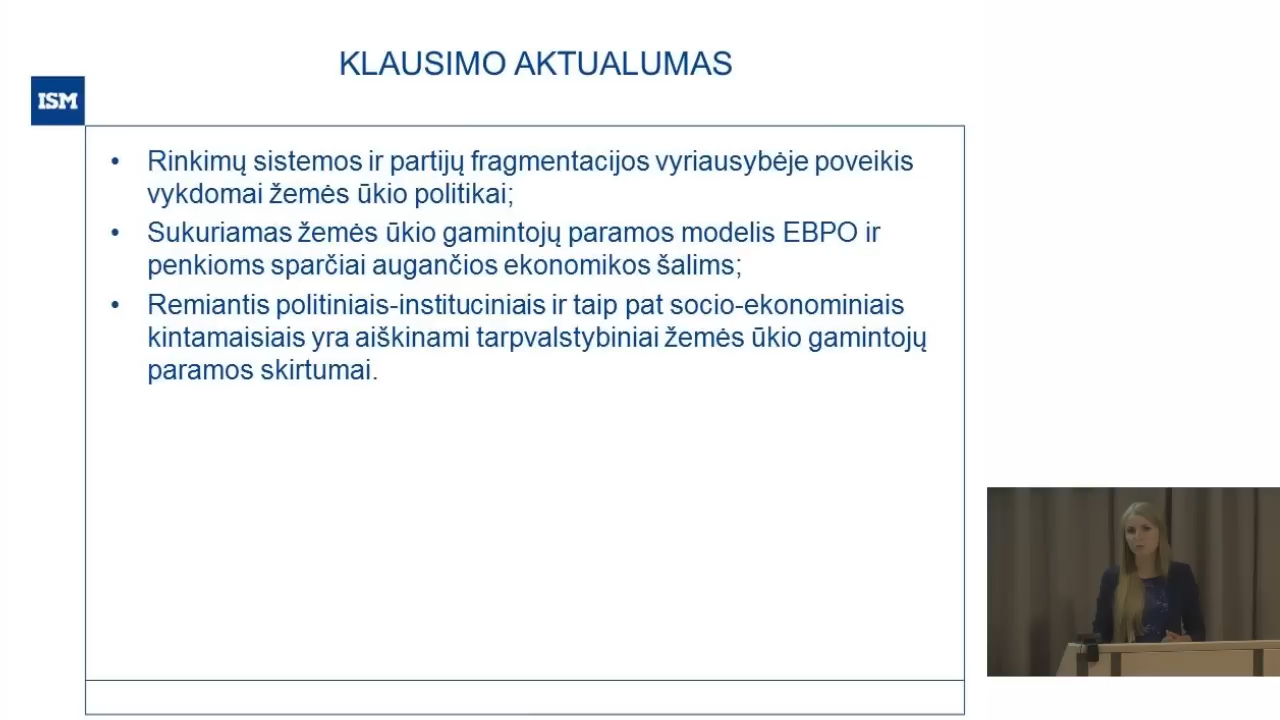 KLAUSIMO AKTUALUMAS
ISM
• Rinkimų sistemos ir partijų fragmentacijos vyriausybėje poveikis
vykdomai žemės ūkio politikai;
• Sukuriamas žemės ūkio gamintojų paramos modelis EBPO ir
penkioms sparčiai augančios ekonomikos šalims;
• Remiantis politiniais-instituciniais ir taip pat socio-ekonominiais
kintamaisiais yra aiškinami tarpvalstybiniai žemės ūkio gamintojų
paramos skirtumai.